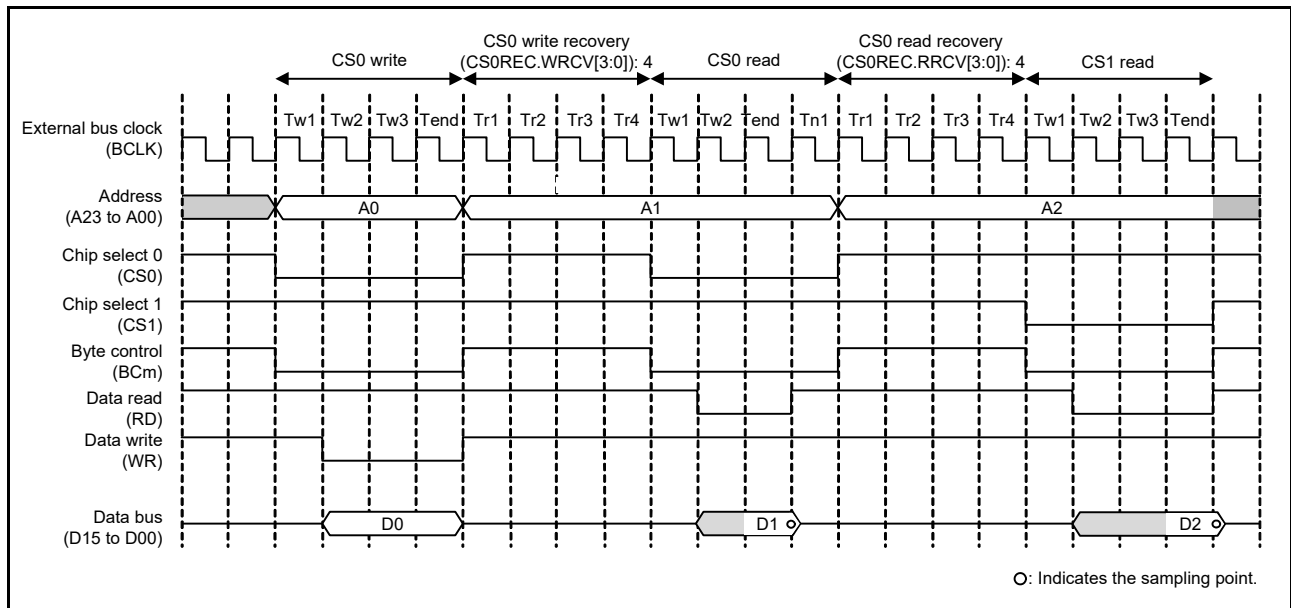 CS0 write
CS0 write recovery
(CS0REC.WRCV[3:0]): 4
CS0 read
CS0 read recovery
(CS0REC.RRCV[3:0]): 4
CS1 read
Tw1 Tw2 Tw3 Tend Tr1 Tr2 Tr3 Tr4 Tw1 Tw2 Tend Tn1 Tr1 Tr2 Tr3 Tr4 Tw1 Tw2 Tw3 Tend
External bus clock
(BCLK)
Address
(A23 to A00)
A0 A1 A2
Chip select 0
(CS0)
Chip select 1
(CS1)
Byte control
(BCm)
Data read
(RD)
Data write
(WR)
Data bus
(D15 to D00)
D0 D1 D2
O: Indicates the sampling point.